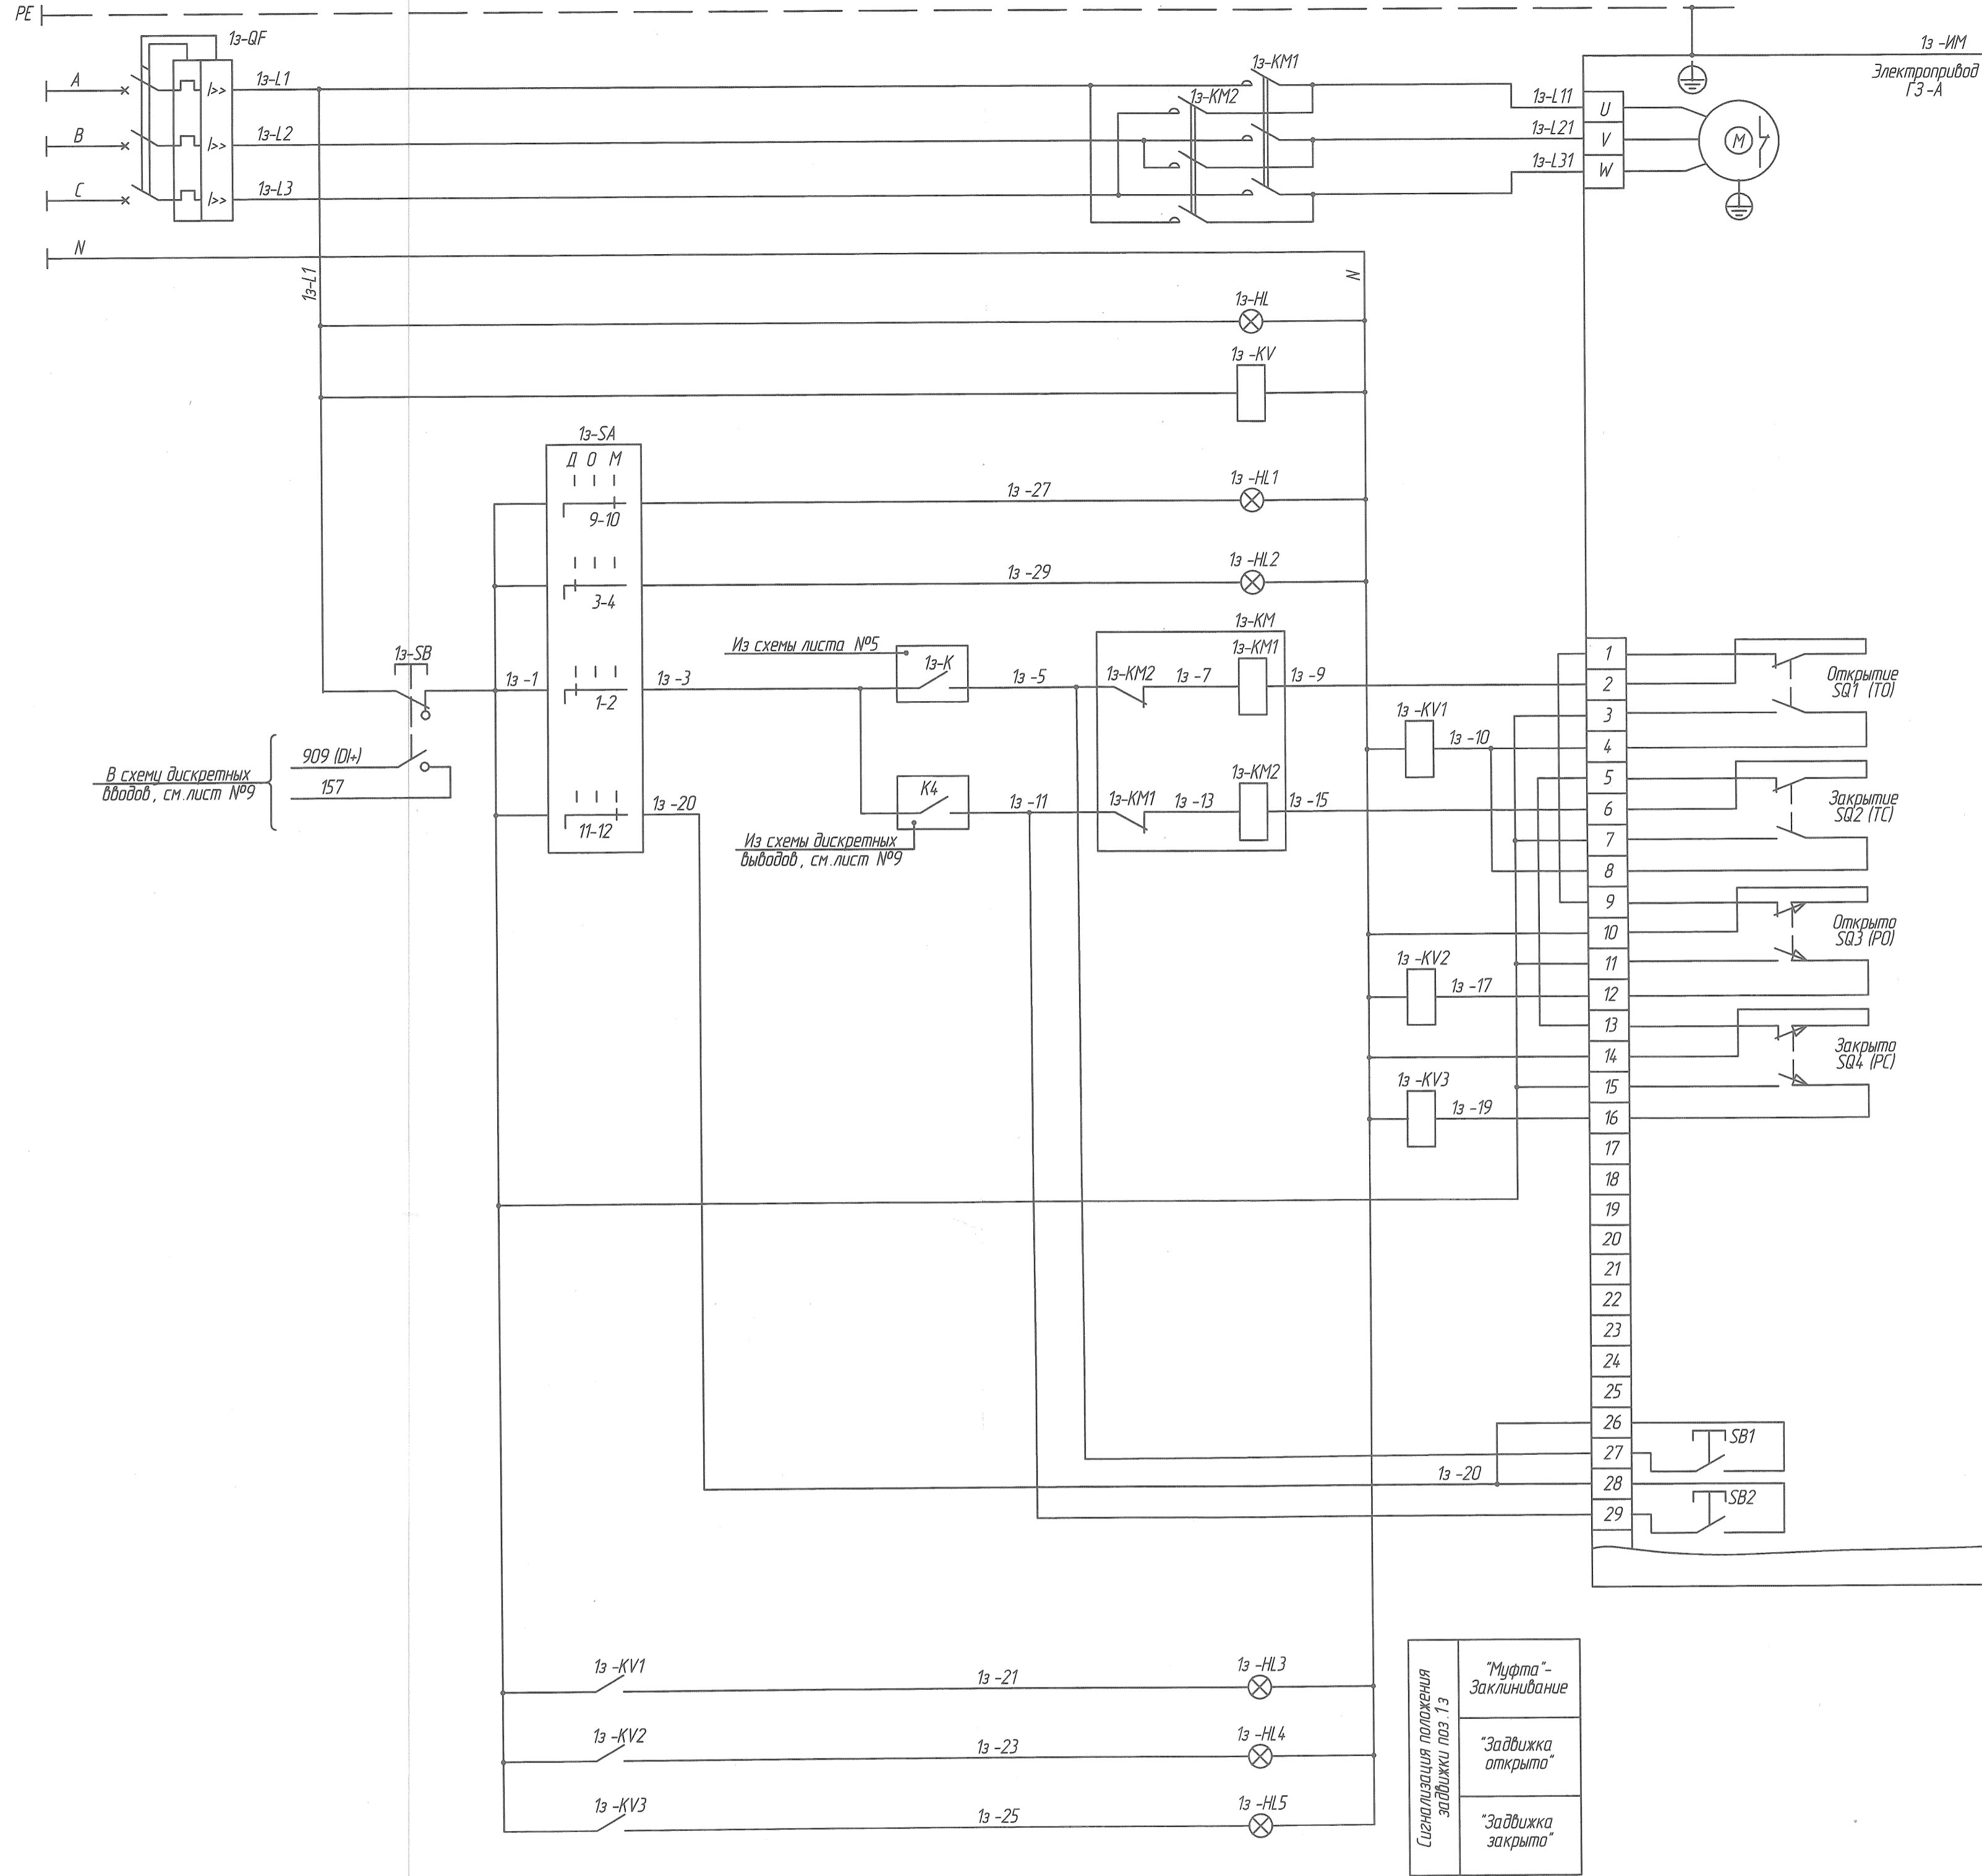 PE
1з-QF
1з-ИМ
Электропривод
ГЗ-А
A
1з-L1
1з-KM1
1з-KM2
1з-L11
U
B
1з-L2
1з-L21
V
M
C
1з-L3
1з-L31
W
N
1з-L1
N
1з-HL
1з-KV
1з-SA
Д О М
9-10
1з-27
1з-HL1
3-4
1з-29
1з-HL2
1з-SB
1з-1
1-2
1з-3
Из схемы листа №5
1з-К
1з-5
1з-KM
1з-KM2
1з-7
1з-KM1
1з-9
909 (DI+)
157
В схему дискретных
вводов, см.лист №9
11-12
1з-20
К4
Из схемы дискретных
выводов, см.лист №9
1з-11
1з-KM1
1з-13
1з-KM2
1з-15
1з-KV1
1з-10
1з-KV2
1з-17
1з-KV3
1з-19
1
2
3
4
5
6
7
8
9
10
11
12
13
14
15
16
17
18
19
20
21
22
23
24
25
26
27
28
29
Открытие
SQ1 (TO)
Закрытие
SQ2 (TC)
Открыто
SQ3 (PO)
Закрыто
SQ4 (PC)
1з-20
SB1
SB2
1з-KV1
1з-21
1з-HL3
1з-KV2
1з-23
1з-HL4
1з-KV3
1з-25
1з-HL5
Сигнализация положения
задвижки поз.1з
"Муфта"-
Заклинивание
"Задвижка
открыто"
"Задвижка
закрыто"